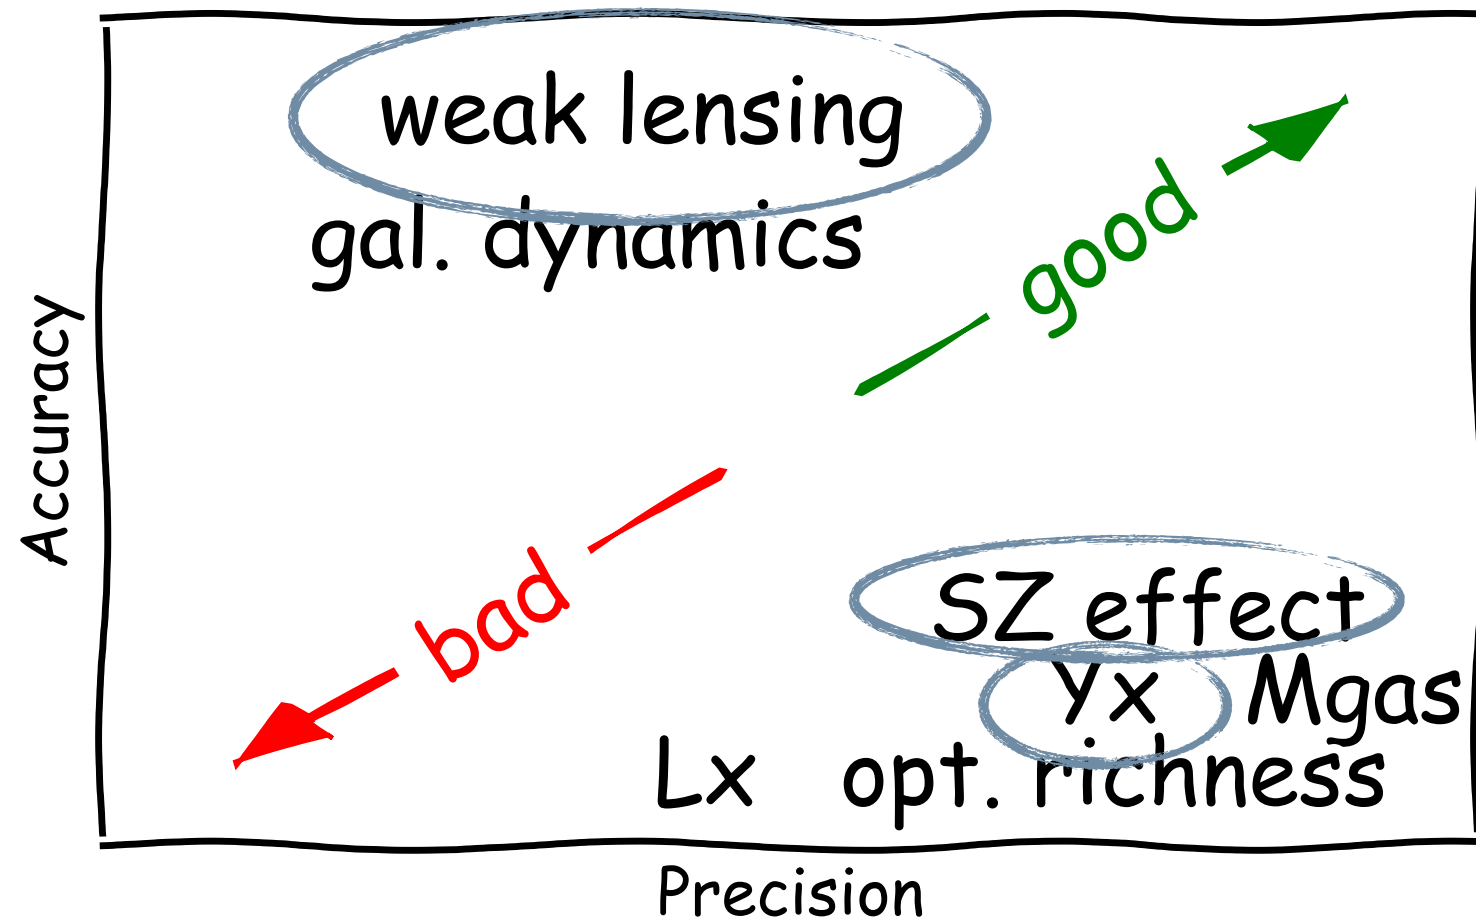 weak lensing
gal. dynamics
good
Accuracy
bad
SZ effect
Yx Mgas
Lx opt. richness
Precision